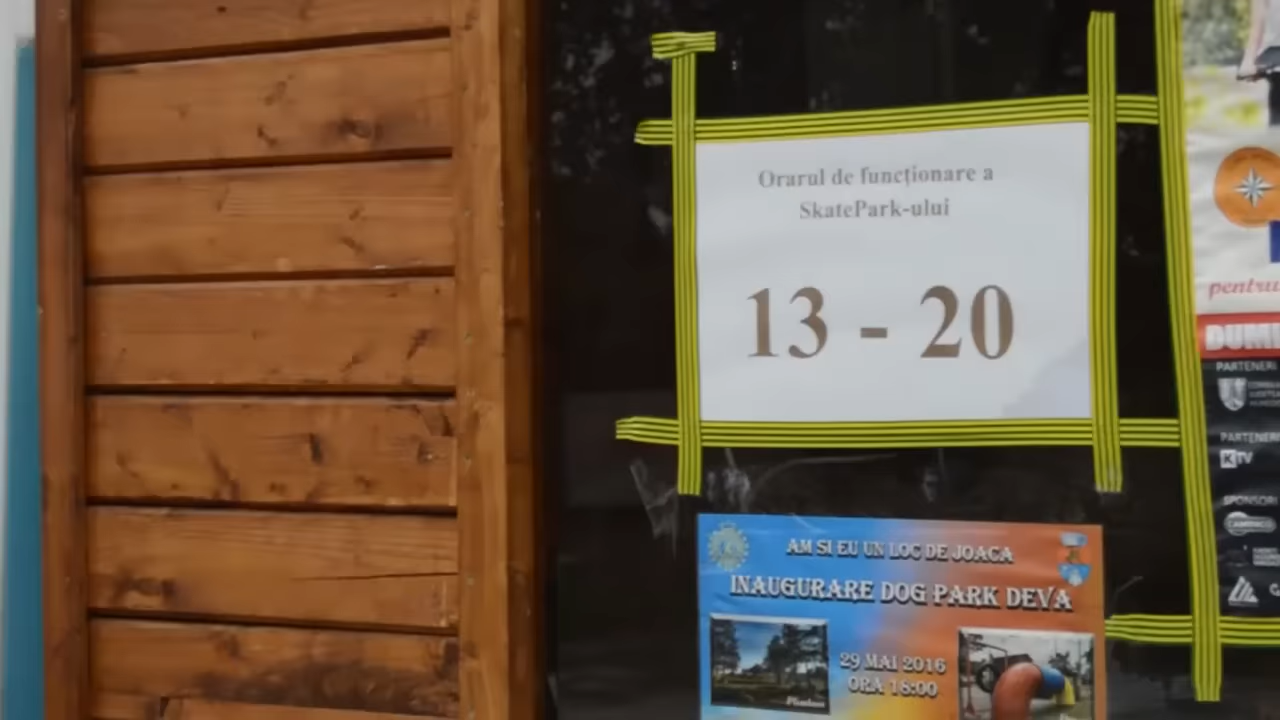 Orarul de funcționare a
SkatePark-ului
13 - 20
AM SI EU UN LOC DE JOACA
INAUGURARE DOG PARK DEVA
29 MAI 2016
ORA 18:00
pentru
PARTENERI
PARTENERI
KTV
SPONSORI